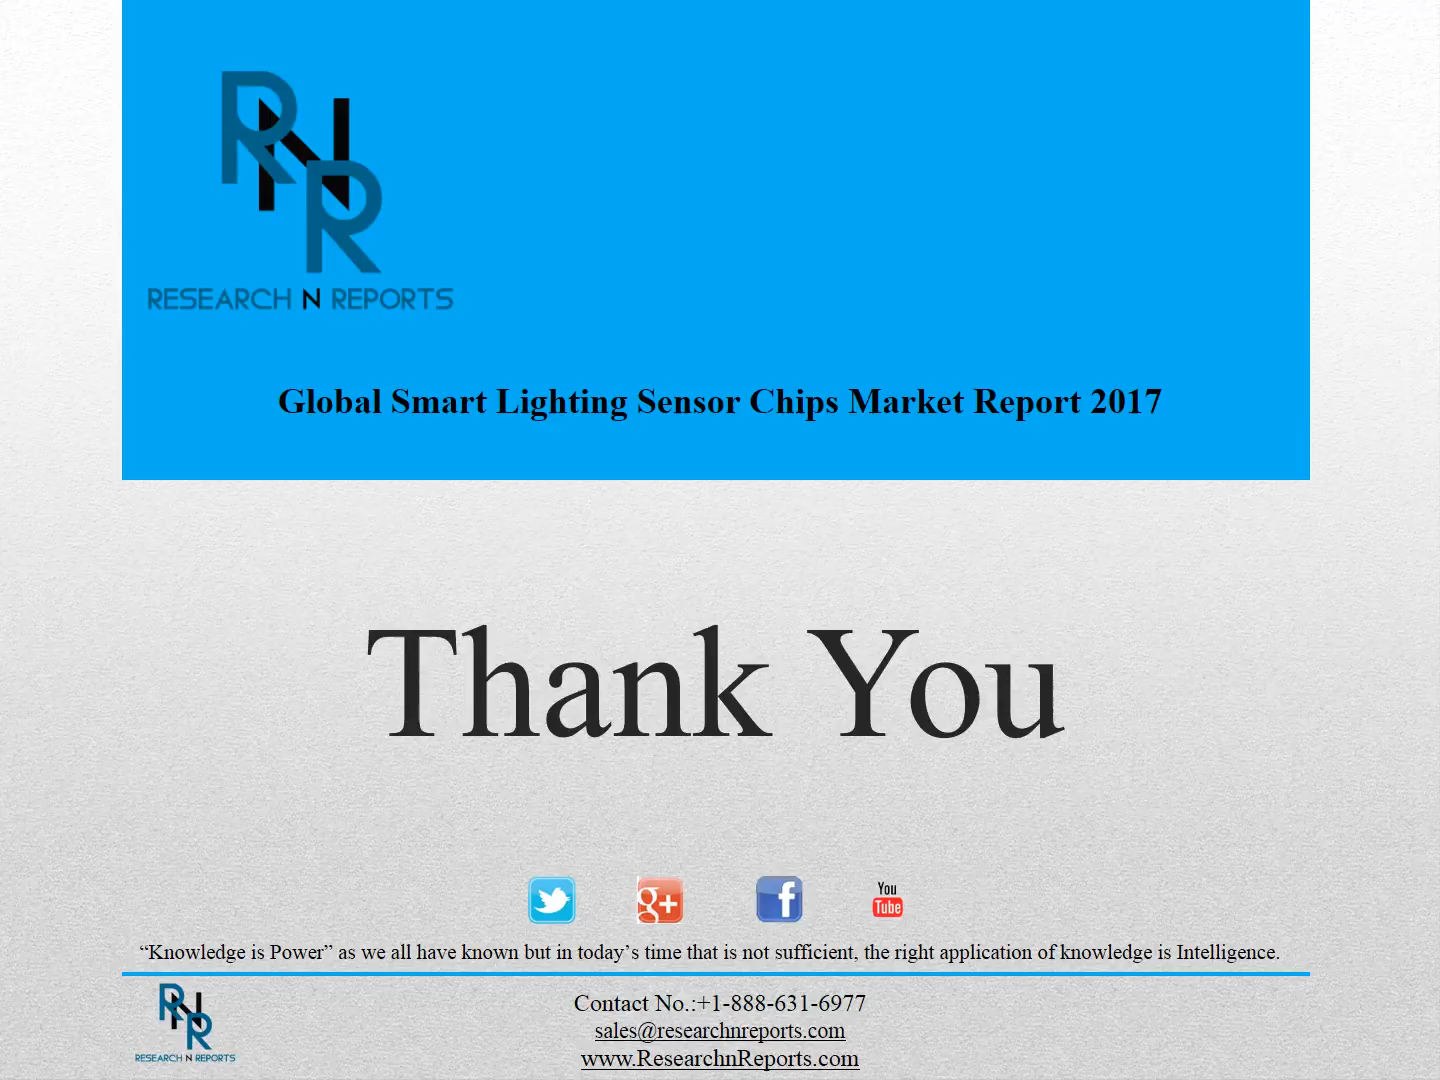 RNR
RESEARCH N REPORTS
Global Smart Lighting Sensor Chips Market Report 2017
Thank You
g+
f
You
Tube
“Knowledge is Power” as we all have known but in today’s time that is not sufficient, the right application of knowledge is Intelligence.
RNR
RESEARCH N REPORTS
Contact No.:+1-888-631-6977
sales@researchnreports.com
www.ResearchnReports.com